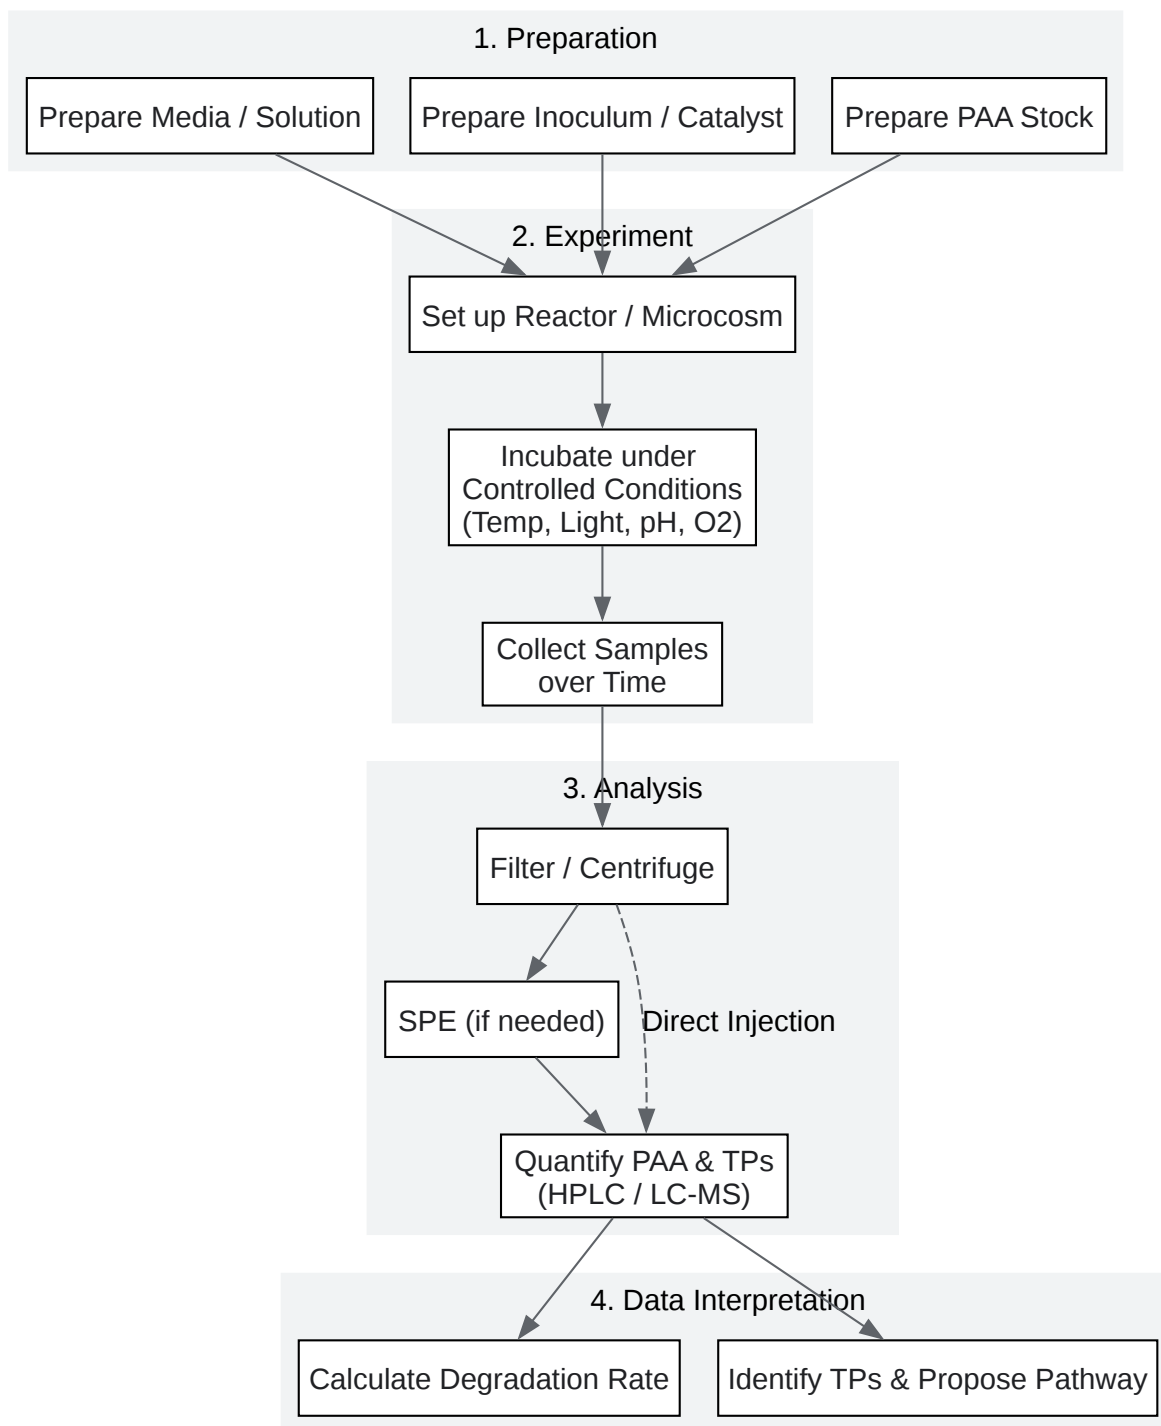 1. Preparation
Prepare Media / Solution
Prepare Inoculum / Catalyst
Prepare PAA Stock
2. Experiment
Set up Reactor / Microcosm
Incubate under
Controlled Conditions
(Temp, Light, pH, O2)
Collect Samples
over Time
3. Analysis
Filter / Centrifuge
SPE (if needed)
Direct Injection
Quantify PAA & TPs
(HPLC / LC-MS)
4. Data Interpretation
Calculate Degradation Rate
Identify TPs & Propose Pathway